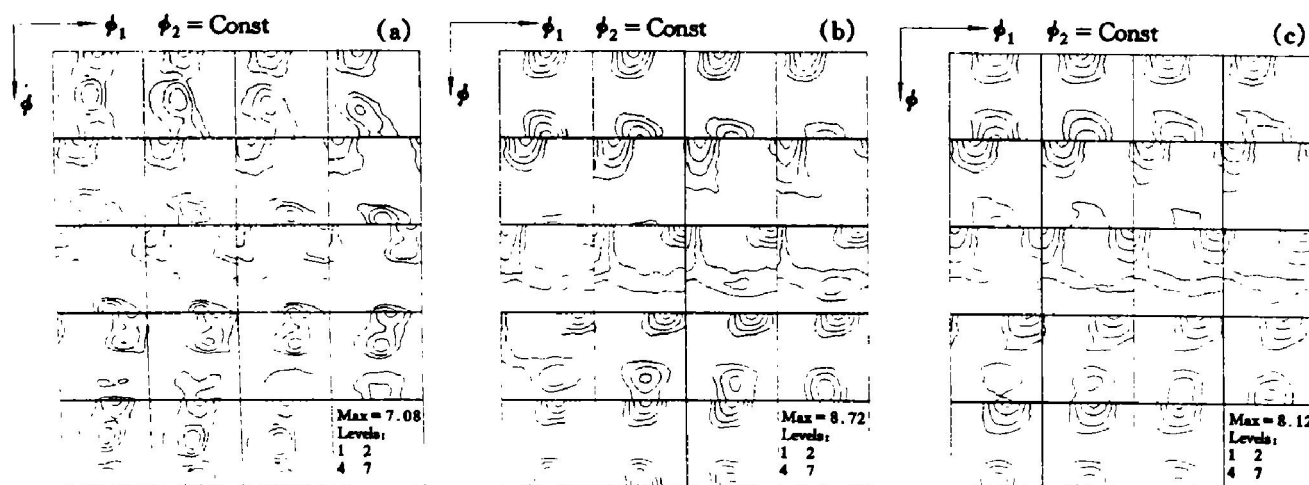 ϕ₁ ϕ₂ = Const (a)
ϕ
Max = 7.08
Levels:
1 2
4 7
ϕ₁ ϕ₂ = Const (b)
ϕ
Max = 8.72
Levels:
1 2
4 7
ϕ₁ ϕ₂ = Const (c)
ϕ
Max = 8.12
Levels:
1 2
4 7